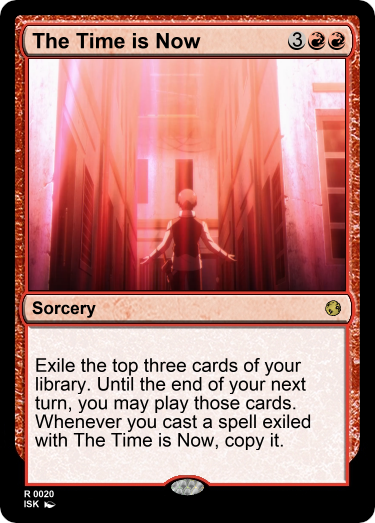 The Time is Now 3
Sorcery
Exile the top three cards of your
library. Until the end of your next
turn, you may play those cards.
Whenever you cast a spell exiled
with The Time is Now, copy it.
R 0020
ISK